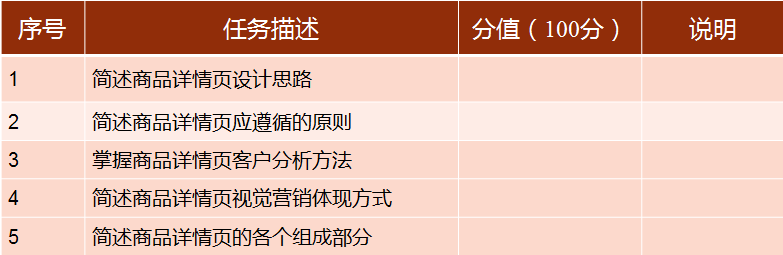 序号 任务描述 分值（100分） 说明
1 简述商品详情页设计思路
2 简述商品详情页应遵循的原则
3 掌握商品详情页客户分析方法
4 简述商品详情页视觉营销体现方式
5 简述商品详情页的各个组成部分